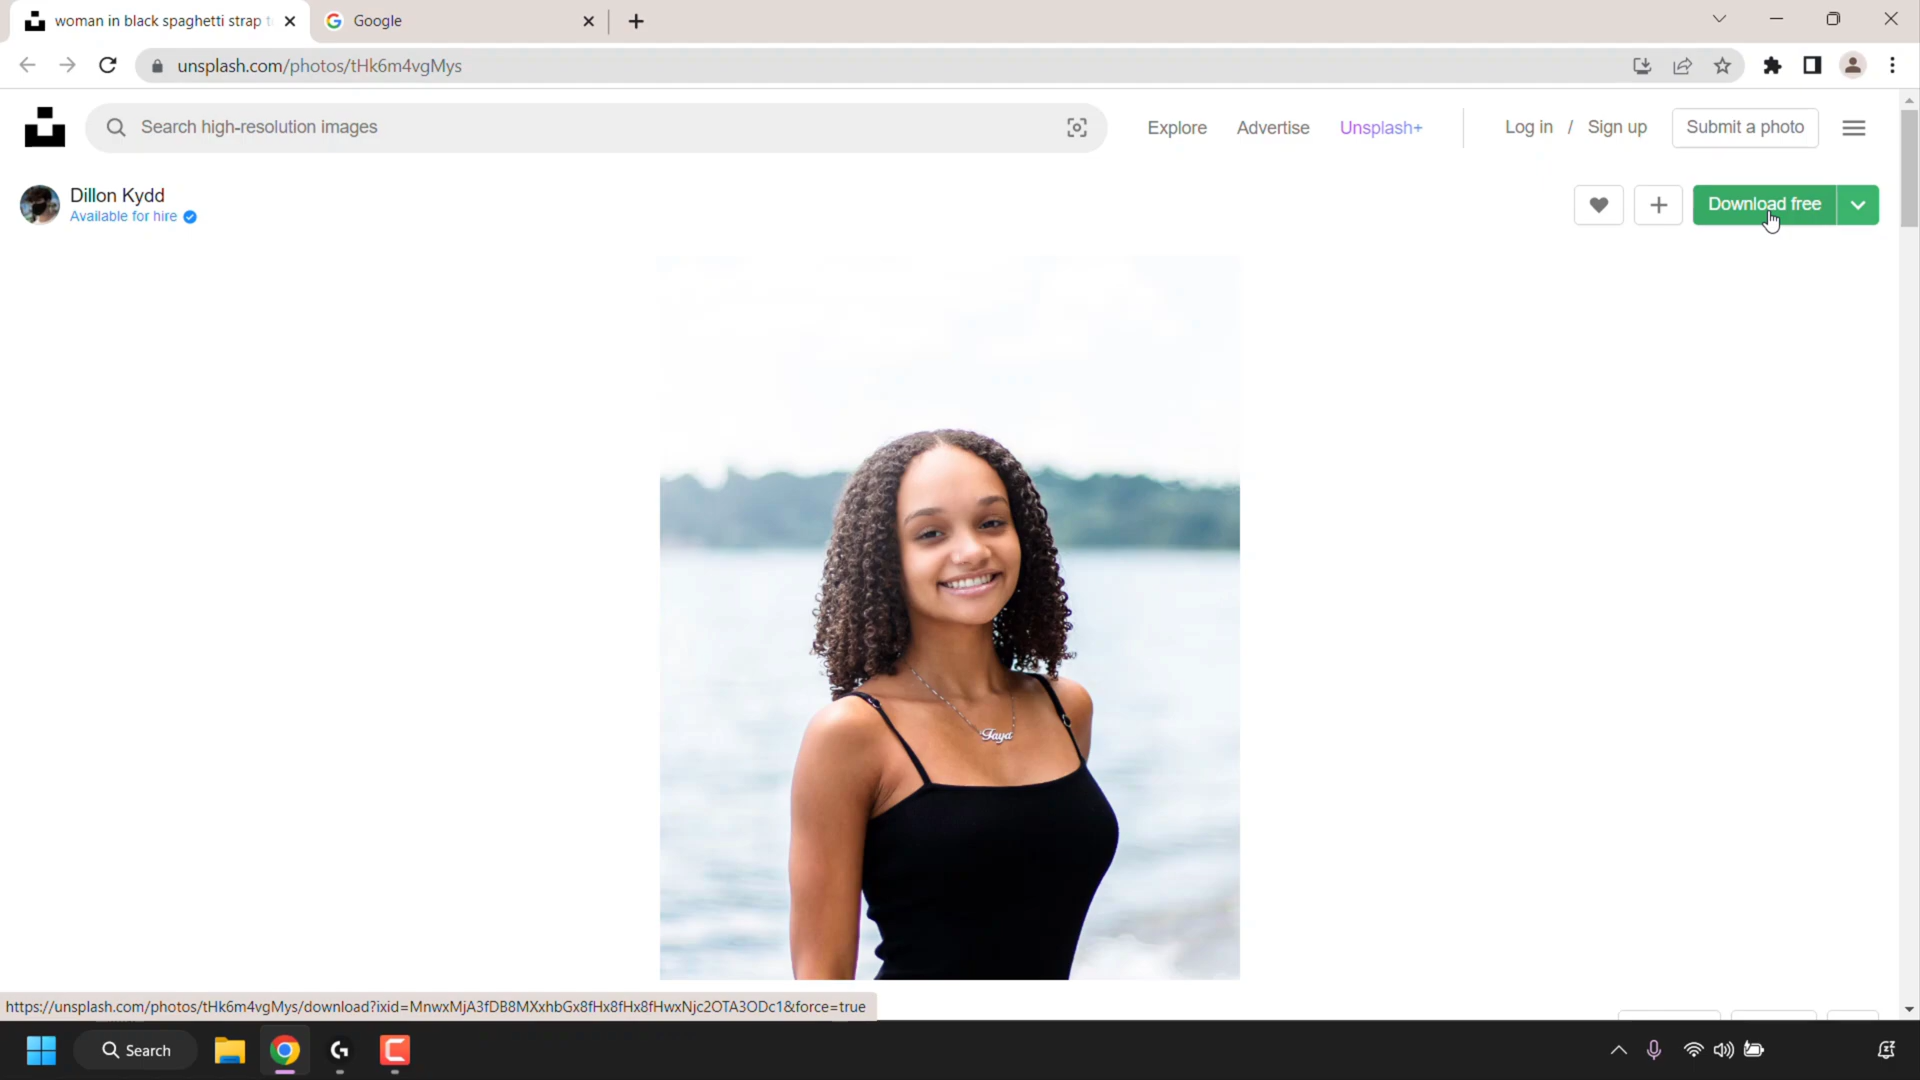 woman in black spaghetti strap t
Google
unsplash.com/photos/tHk6m4vgMys
Search high-resolution images
Explore
Advertise
Unsplash+
Log in / Sign up
Submit a photo
Dillon Kydd
Available for hire
Download free
Taya
https://unsplash.com/photos/tHk6m4vgMys/download?ixid=MnwxMjA3fDB8MXxhbGx8fHx8fHx8fHwxNjc2OTA3ODc1&force=true
Search